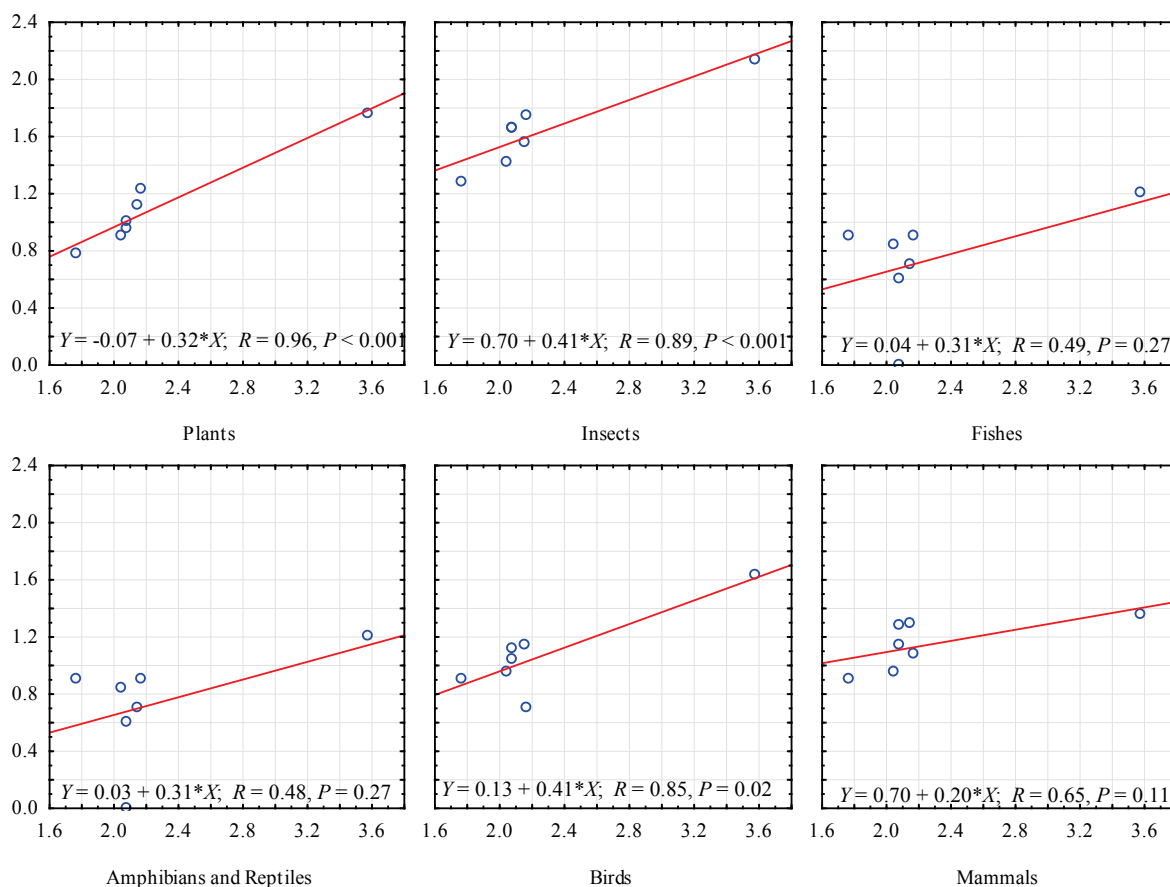 2.4
2.0
1.6
1.2
0.8
0.4
0.0
Y = -0.07 + 0.32*X; R = 0.96, P < 0.001
Y = 0.70 + 0.41*X; R = 0.89, P < 0.001
Y = 0.04 + 0.31*X; R = 0.49, P = 0.27
1.6 2.0 2.4 2.8 3.2 3.6
1.6 2.0 2.4 2.8 3.2 3.6
1.6 2.0 2.4 2.8 3.2 3.6
Plants
Insects
Fishes
2.4
2.0
1.6
1.2
0.8
0.4
0.0
Y = 0.03 + 0.31*X; R = 0.48, P = 0.27
Y = 0.13 + 0.41*X; R = 0.85, P = 0.02
Y = 0.70 + 0.20*X; R = 0.65, P = 0.11
1.6 2.0 2.4 2.8 3.2 3.6
1.6 2.0 2.4 2.8 3.2 3.6
1.6 2.0 2.4 2.8 3.2 3.6
Amphibians and Reptiles
Birds
Mammals